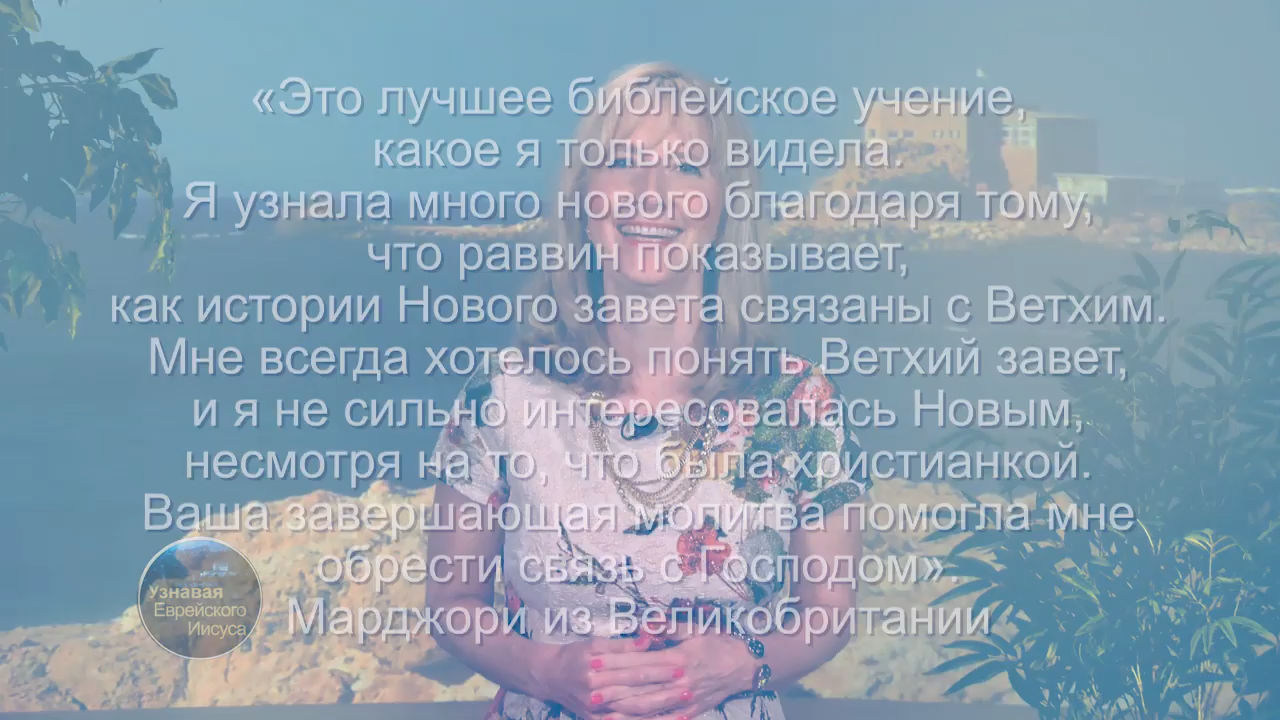 «Это лучшее библейское учение,
какое я только видела.
Я узнала много нового благодаря тому,
что раввин показывает,
как истории Нового завета связаны с Ветхим.
Мне всегда хотелось понять Ветхий завет,
и я не сильно интересовалась Новым,
несмотря на то, что была христианкой.
Ваша завершающая молитва помогла мне
обрести связь с Господом».
Марджори из Великобритании
Узнавая
Еврейского
Иисуса